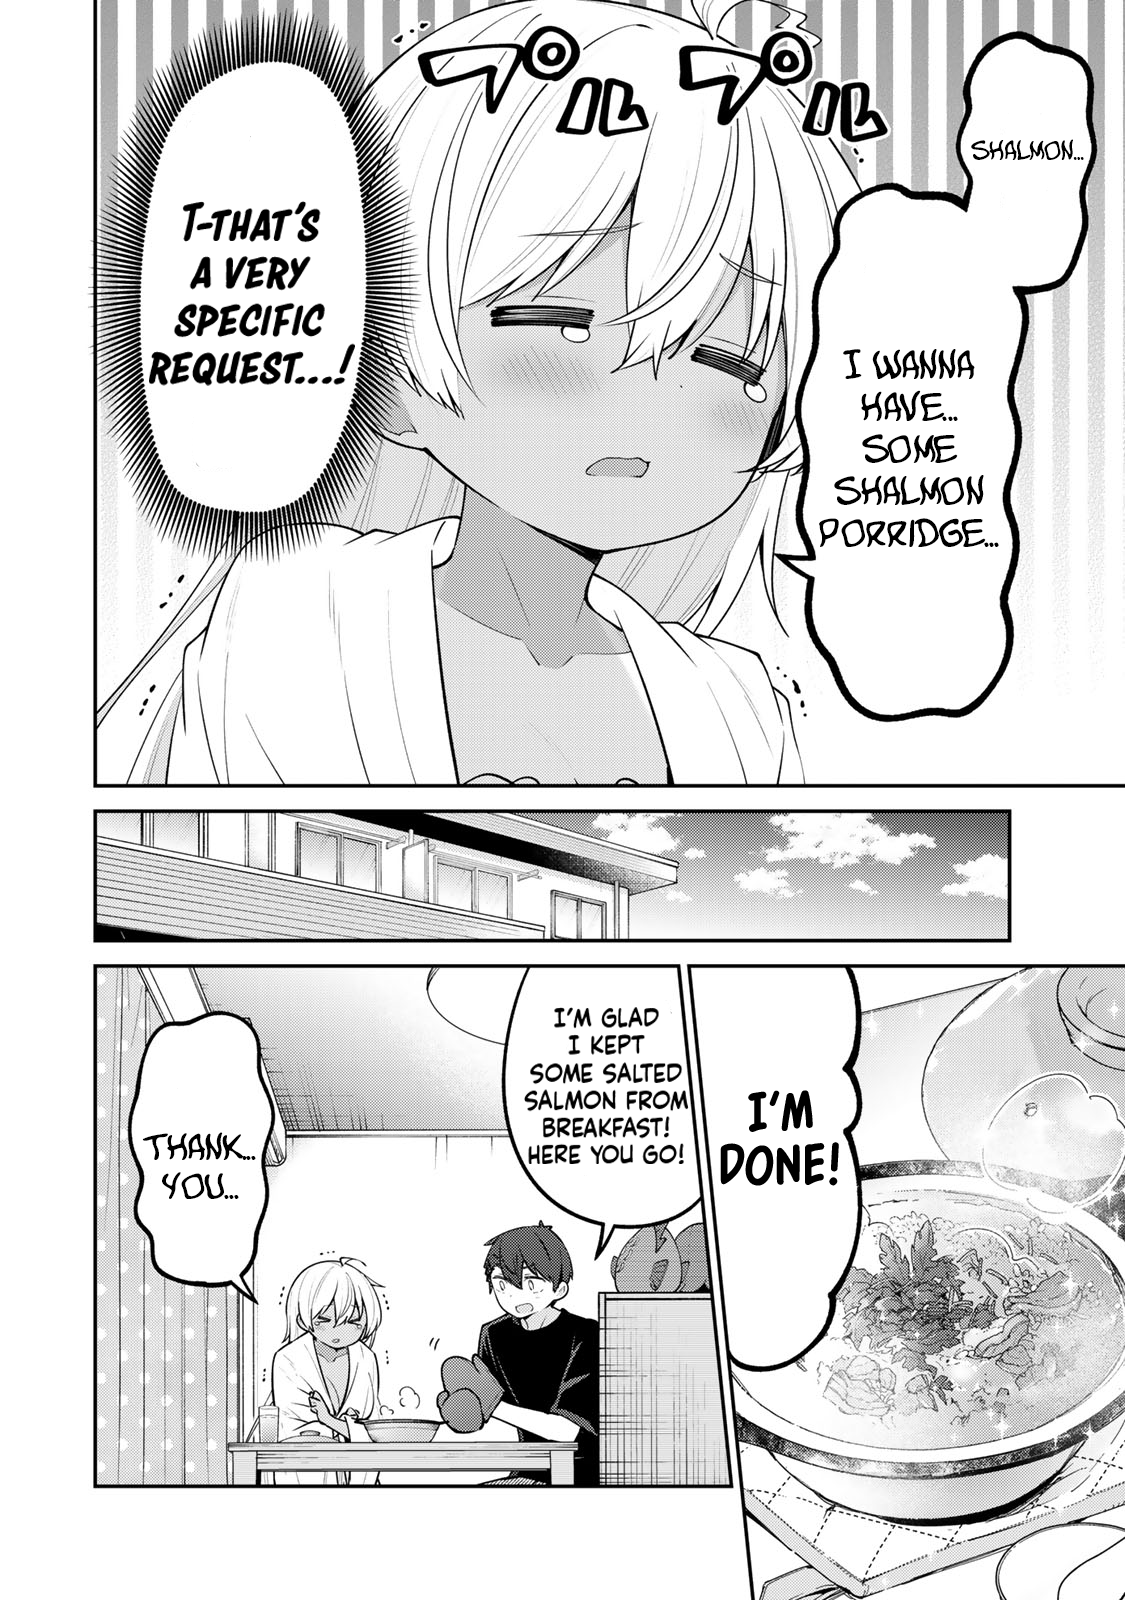 SHALMON...
I WANNA
HAVE...
SOME
SHALMON
PORRIDGE...
プルプル
T-THAT'S
A VERY
SPECIFIC
REQUEST...!
I'M
DONE!
I'M GLAD
I KEPT
SOME SALTED
SALMON FROM
BREAKFAST!
HERE YOU GO!
THANK...
YOU...